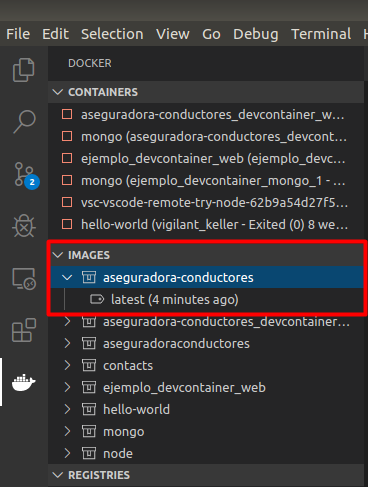 File Edit Selection View Go Debug Terminal
DOCKER
CONTAINERS
aseguradora-conductores_devcontainer_w...
mongo (aseguradora-conductores_devcont...
ejemplo_devcontainer_web (ejemplo_devc...
mongo (ejemplo_devcontainer_mongo_1 - ...
vsc-vscode-remote-try-node-62b9a54d27f5...
hello-world (vigilant_keller - Exited (0) 8 we...
2
IMAGES
aseguradora-conductores
latest (4 minutes ago)
aseguradora-conductores_devcontainer_...
aseguradoraconductores
contacts
ejemplo_devcontainer_web
hello-world
mongo
node
REGISTRIES